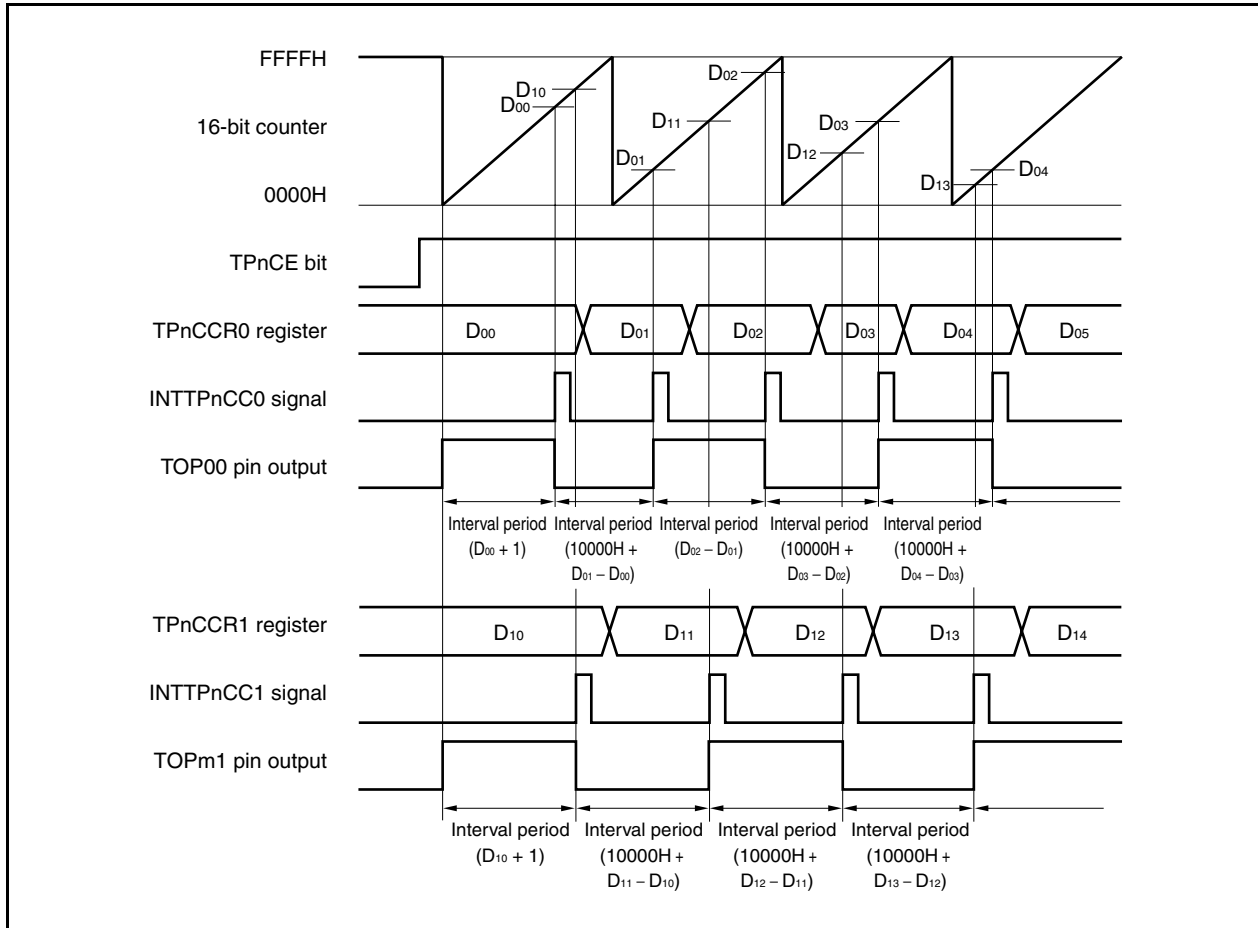 FFFFH
16-bit counter
0000H
D10
D00
D01
D11
D02
D12
D03
D13
D04
TPnCE bit
TPnCCR0 register
D00
D01
D02
D03
D04
D05
INTTPnCC0 signal
TOP00 pin output
Interval period
(D00 + 1)
Interval period
(10000H +
D01 – D00)
Interval period
(D02 – D01)
Interval period
(10000H +
D03 – D02)
Interval period
(10000H +
D04 – D03)
TPnCCR1 register
D10
D11
D12
D13
D14
INTTPnCC1 signal
TOPm1 pin output
Interval period
(D10 + 1)
Interval period
(10000H +
D11 – D10)
Interval period
(10000H +
D12 – D11)
Interval period
(10000H +
D13 – D12)